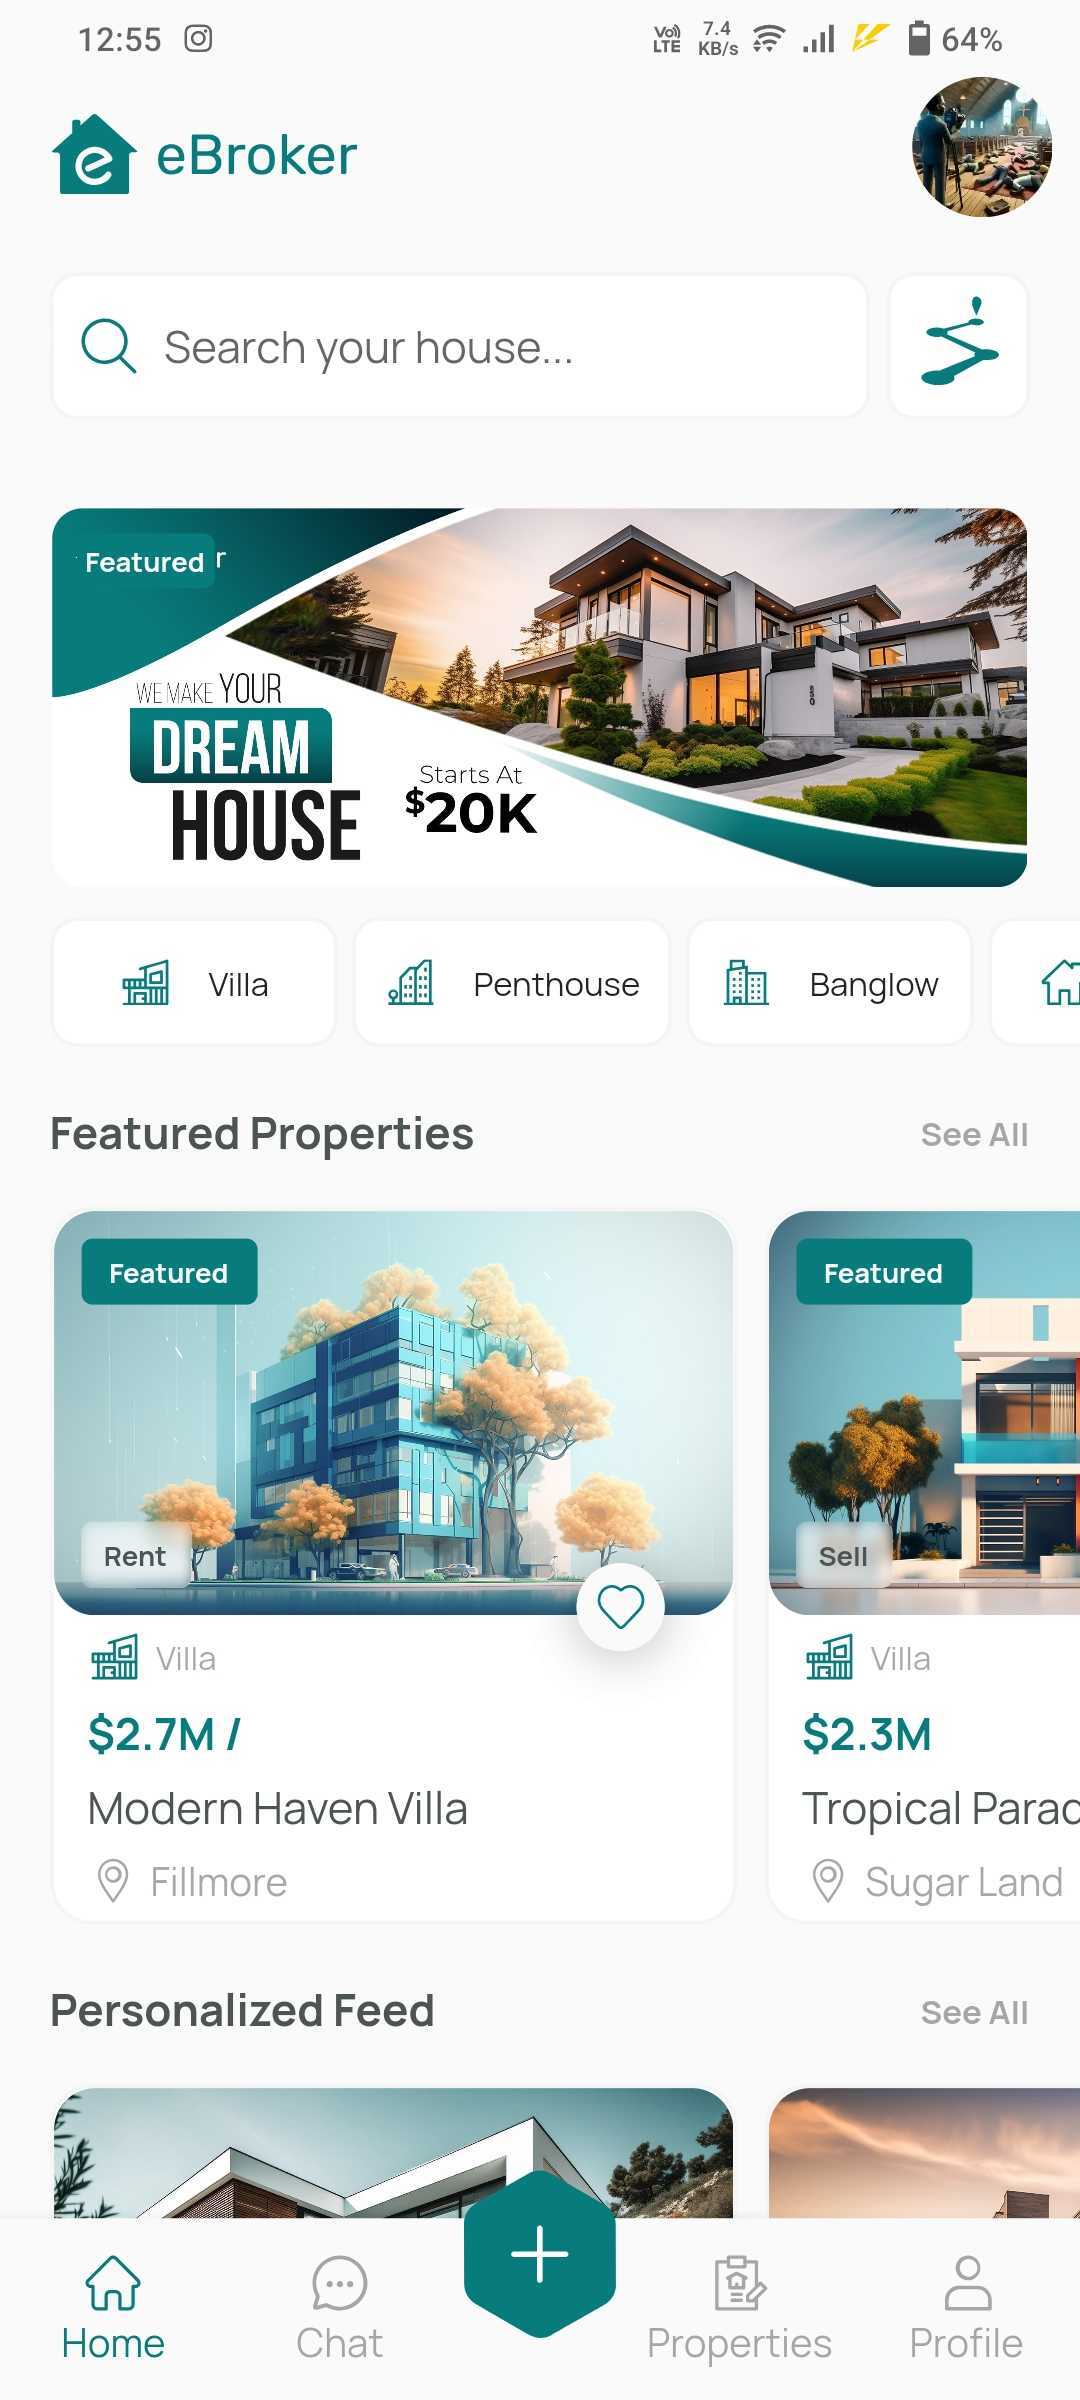 12:55
Vo)) LTE 7.4 KB/s 64%
eBroker
Search your house...
Featured r
WE MAKE YOUR
DREAM
HOUSE
Starts At
$20K
Villa Penthouse Banglow
Featured Properties See All
Featured Featured
Rent Sell
Villa Villa
$2.7M / $2.3M
Modern Haven Villa Tropical Parad
Fillmore Sugar Land
Personalized Feed See All
Home Chat Properties Profile